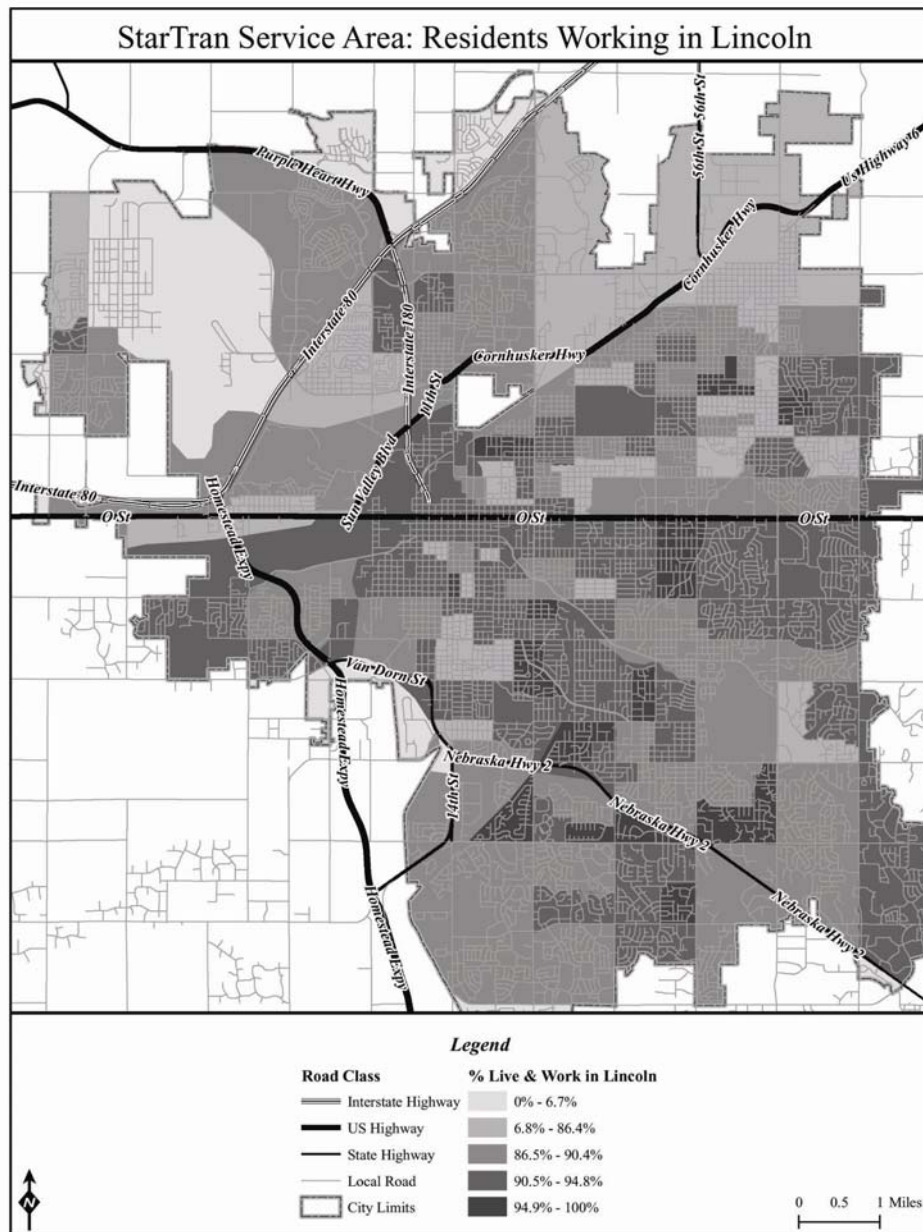 StarTran Service Area: Residents Working in Lincoln
56th St
56th St
Us Highway 6
Purple Heart Hwy
Cornhusker Hwy
Interstate 80
Interstate 180
Cornhusker Hwy
11th St
Sun Valley Blvd
Interstate 80
Homestead Expy
O St
O St
O St
Van Dorn St
Homestead Expy
Nebraska Hwy 2
14th St
Nebraska Hwy 2
Homestead Expy
Nebraska Hwy 2
Legend
Road Class
Interstate Highway
US Highway
State Highway
Local Road
City Limits
% Live & Work in Lincoln
0% - 6.7%
6.8% - 86.4%
86.5% - 90.4%
90.5% - 94.8%
94.9% - 100%
N
0 0.5 1 Miles